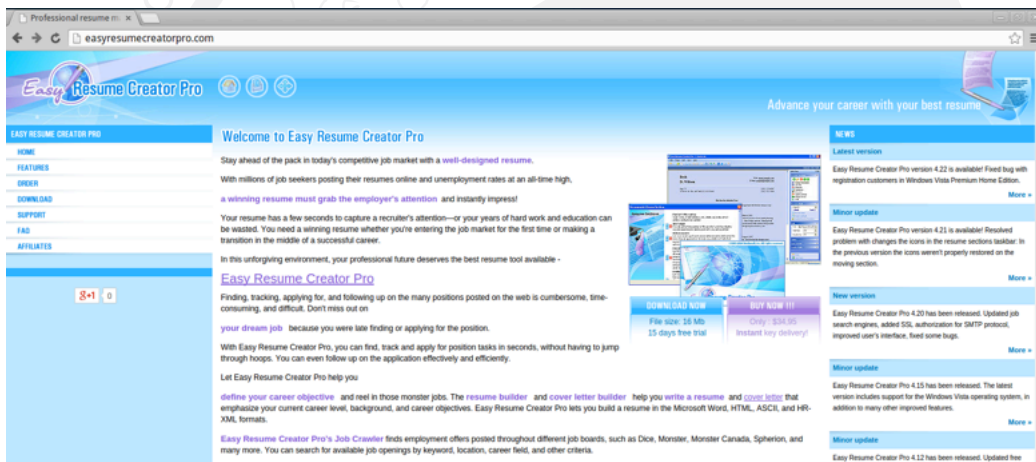 Professional resume m
easyresumecreatorpro.com
Easy Resume Creator Pro
Advance your career with your best resume
EASY RESUME CREATOR PRO
HOME
FEATURES
ORDER
DOWNLOAD
SUPPORT
FAQ
AFFILIATES
g+1 0
Welcome to Easy Resume Creator Pro
Stay ahead of the pack in today's competitive job market with a well-designed resume.
With millions of job seekers posting their resumes online and unemployment rates at an all-time high,
a winning resume must grab the employer's attention and instantly impress!
Your resume has a few seconds to capture a recruiter's attention—or your years of hard work and education can
be wasted. You need a winning resume whether you're entering the job market for the first time or making a
transition in the middle of a successful career.
In this unforgiving environment, your professional future deserves the best resume tool available -
Easy Resume Creator Pro
Finding, tracking, applying for, and following up on the many positions posted on the web is cumbersome, time-
consuming, and difficult. Don't miss out on
your dream job because you were late finding or applying for the position.
With Easy Resume Creator Pro, you can find, track and apply for position tasks in seconds, without having to jump
through hoops. You can even follow up on the application effectively and efficiently.
Let Easy Resume Creator Pro help you
define your career objective and reel in those monster jobs. The resume builder and cover letter builder help you write a resume and cover letter that
emphasize your current career level, background, and career objectives. Easy Resume Creator Pro lets you build a resume in the Microsoft Word, HTML, ASCII, and HR-
XML formats.
Easy Resume Creator Pro's Job Crawler finds employment offers posted throughout different job boards, such as Dice, Monster, Monster Canada, Spherion, and
many more. You can search for available job openings by keyword, location, career field, and other criteria.
DOWNLOAD NOW
File size: 16 Mb
15 days free trial
BUY NOW !!!
Only : $34,95
Instant key delivery!
NEWS
Latest version
Easy Resume Creator Pro version 4.22 is available! Fixed bug with
registration customers in Windows Vista Premium Home Edition.
More »
Minor update
Easy Resume Creator Pro version 4.21 is available! Resolved
problem with changes the icons in the resume sections taskbar: In
the previous version the icons weren't properly restored on the
moving section.
More »
New version
Easy Resume Creator Pro 4.20 has been released. Updated job
search engines, added SSL authorization for SMTP protocol,
improved user's interface, fixed some bugs.
More »
Minor update
Easy Resume Creator Pro 4.15 has been released. The latest
version includes support for the Windows Vista operating system, in
addition to many other improved features.
More »
Minor update
Easy Resume Creator Pro 4.12 has been released. Updated free